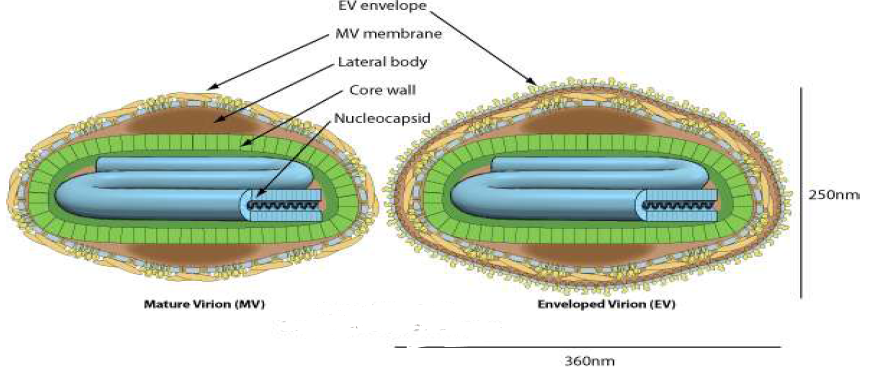 EV envelope
MV membrane
Lateral body
Core wall
Nucleocapsid
250nm
Mature Virion (MV)
Enveloped Virion (EV)
360nm